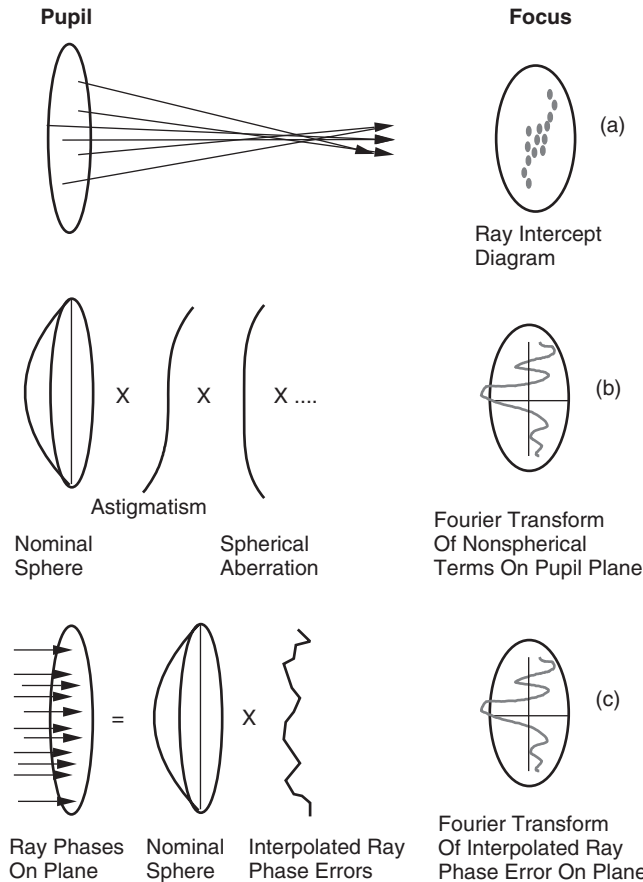 Pupil
Focus
(a)
Ray Intercept
Diagram
X
X
X ....
(b)
Astigmatism
Nominal
Sphere
Spherical
Aberration
Fourier Transform
Of Nonspherical
Terms On Pupil Plane
=
X
(c)
Ray Phases
On Plane
Nominal
Sphere
Interpolated Ray
Phase Errors
Fourier Transform
Of Interpolated Ray
Phase Error On Plane